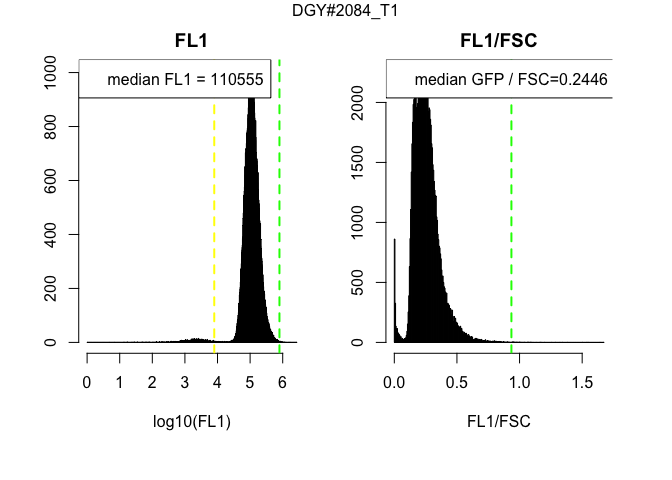 DGY#2084_T1
FL1
median FL1 = 110555
0 200 400 600 800 1000
0 1 2 3 4 5 6
log10(FL1)
FL1/FSC
median GFP / FSC=0.2446
0 500 1000 1500 2000
0.0 0.5 1.0 1.5
FL1/FSC